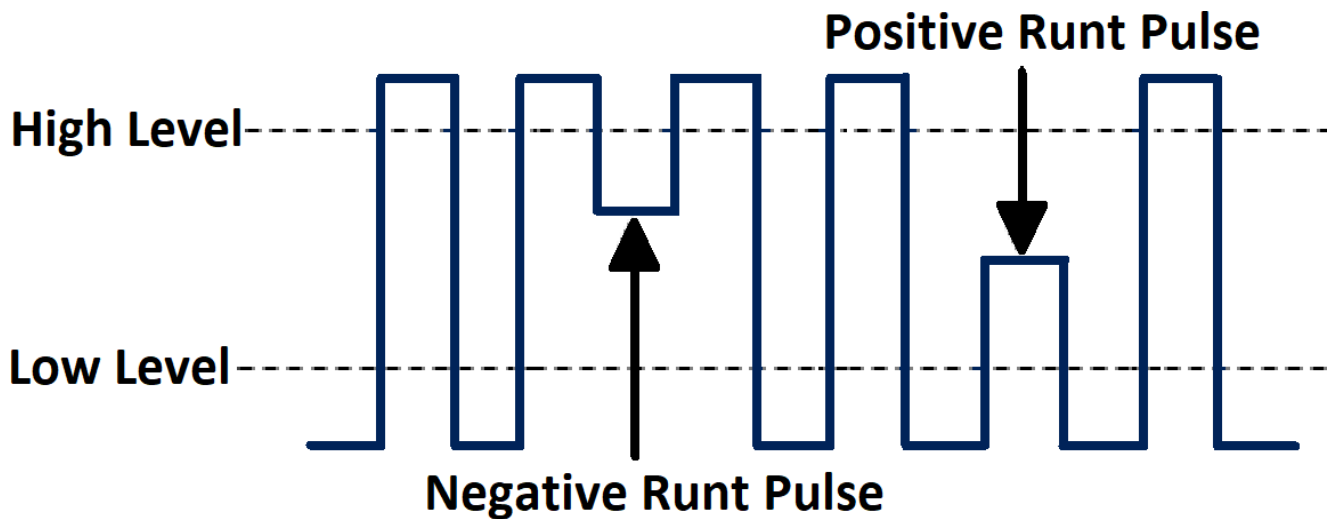 Positive Runt Pulse
High Level
Low Level
Negative Runt Pulse